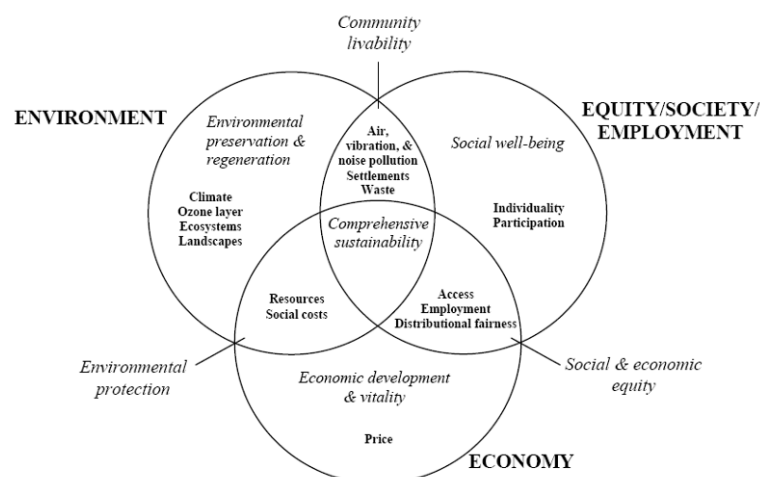 Community
livability
ENVIRONMENT
EQUITY/SOCIETY/
EMPLOYMENT
Environmental
preservation &
regeneration
Air,
vibration, &
noise pollution
Settlements
Waste
Social well-being
Climate
Ozone layer
Ecosystems
Landscapes
Comprehensive
sustainability
Individuality
Participation
Resources
Social costs
Access
Employment
Distributional fairness
Environmental
protection
Economic development
& vitality
Social & economic
equity
Price
ECONOMY